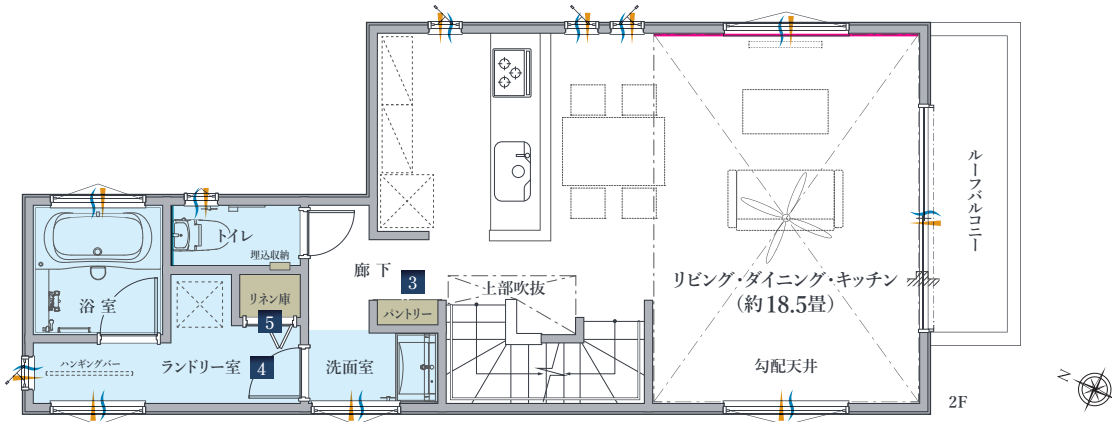 トイレ
埋込収納
浴室
リネン庫
5
ハンギングバー
ランドリー室
4
洗面室
廊下
3
パントリー
上部吹抜
リビング・ダイニング・キッチン
（約18.5畳）
勾配天井
ルーフバルコニー
2F
N